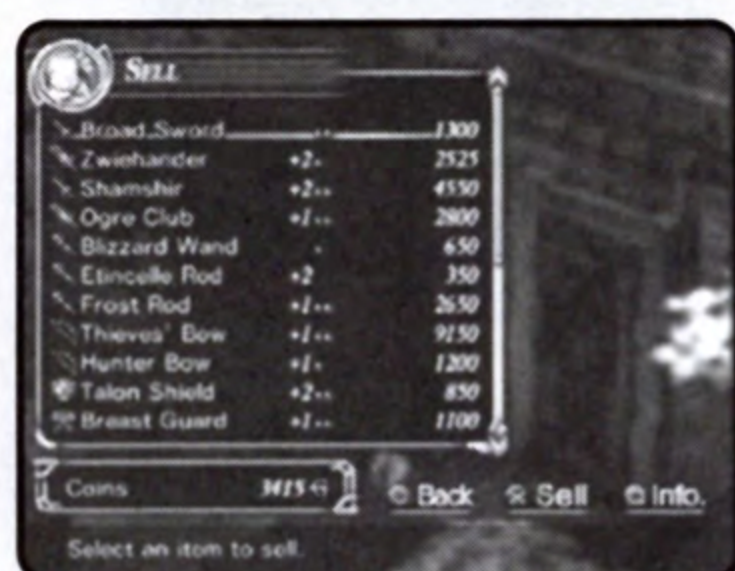 SELL
Broad Sword 1300
Zwiehander +2 2525
Shamshir +2 4550
Ogre Club +1 2800
Blizzard Wand 650
Etincelle Rod +2 350
Frost Rod +1 2650
Thieves' Bow +1 9150
Hunter Bow +1 1200
Talon Shield +2 850
Breast Guard +1 1100
Coins 3415 G
Back Sell Info.
Select an item to sell.